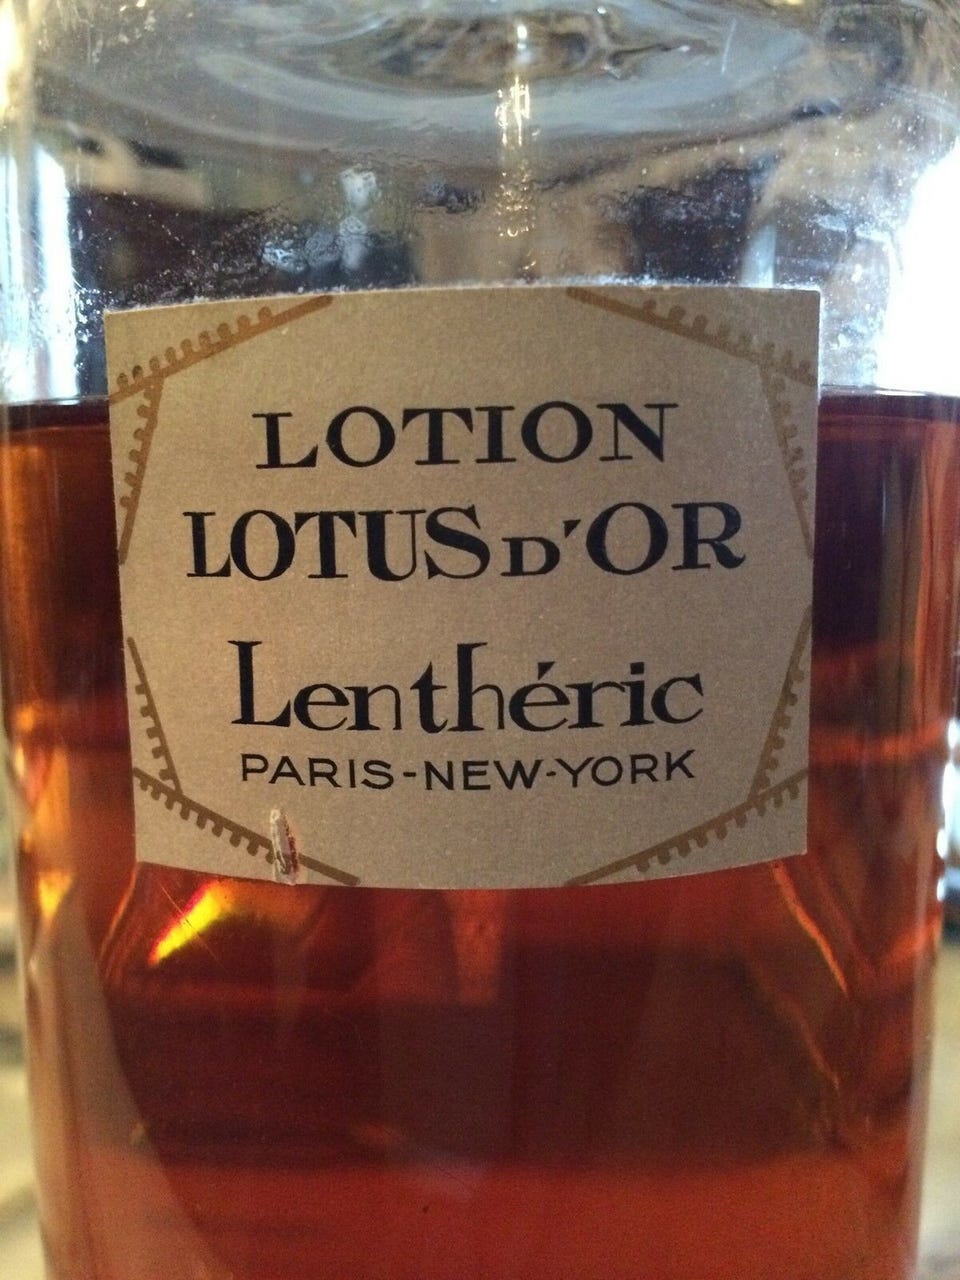 LOTION
LOTUS D'OR
Lenthéric
PARIS-NEW-YORK